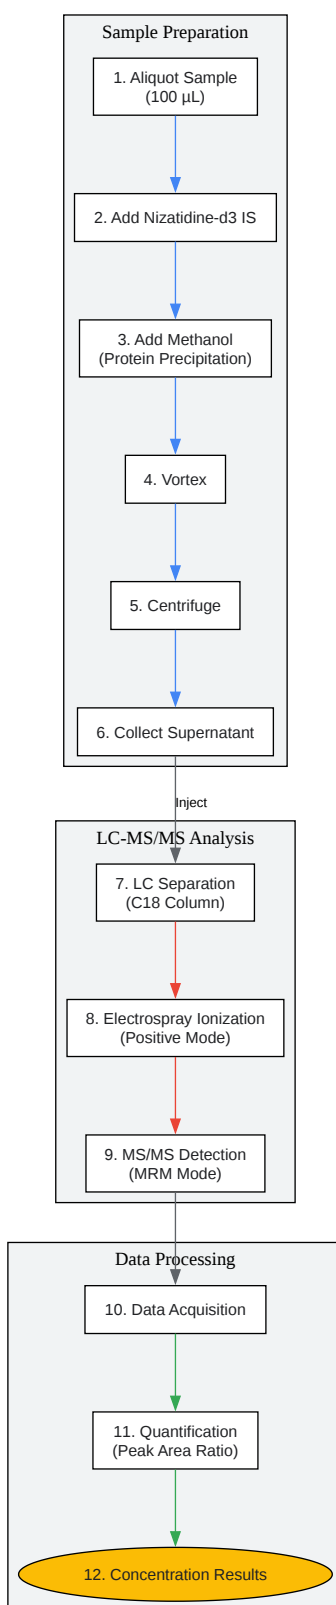 Sample Preparation
1. Aliquot Sample
(100 µL)
2. Add Nizatidine-d3 IS
3. Add Methanol
(Protein Precipitation)
4. Vortex
5. Centrifuge
6. Collect Supernatant
Inject
LC-MS/MS Analysis
7. LC Separation
(C18 Column)
8. Electrospray Ionization
(Positive Mode)
9. MS/MS Detection
(MRM Mode)
Data Processing
10. Data Acquisition
11. Quantification
(Peak Area Ratio)
12. Concentration Results